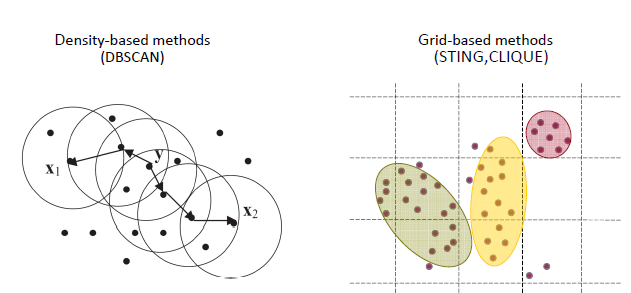 Density-based methods
(DBSCAN)
Grid-based methods
(STING,CLIQUE)
y
x1
x2